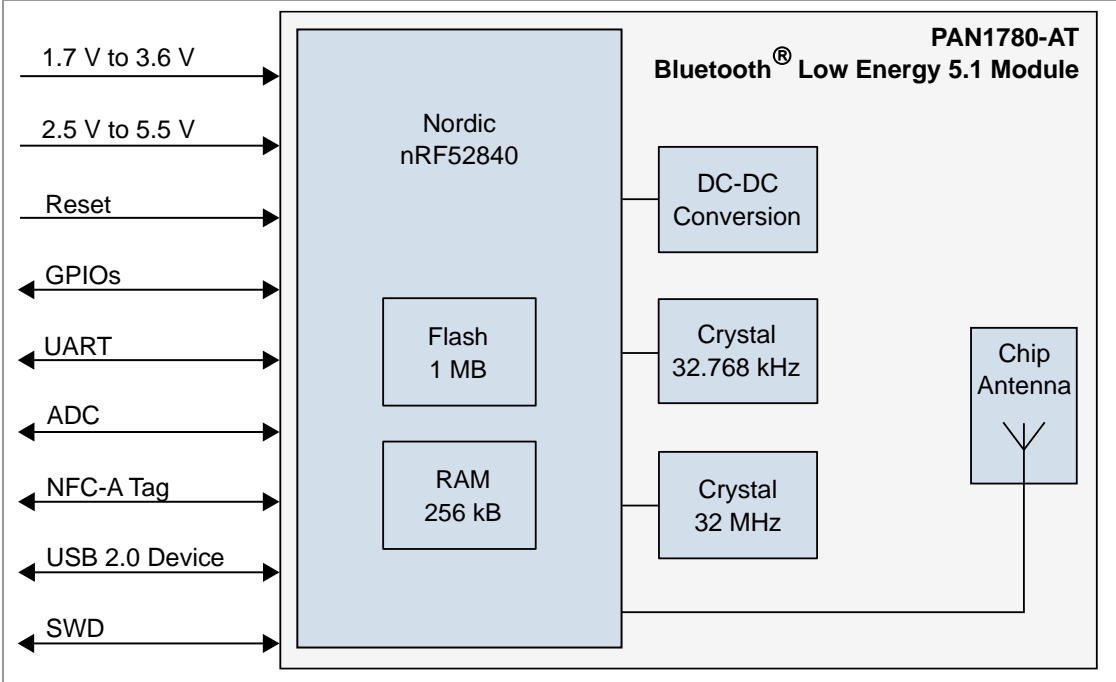 PAN1780-AT
Bluetooth® Low Energy 5.1 Module
1.7 V to 3.6 V
2.5 V to 5.5 V
Reset
GPIOs
UART
ADC
NFC-A Tag
USB 2.0 Device
SWD
Nordic
nRF52840
Flash
1 MB
RAM
256 kB
DC-DC
Conversion
Crystal
32.768 kHz
Crystal
32 MHz
Chip
Antenna